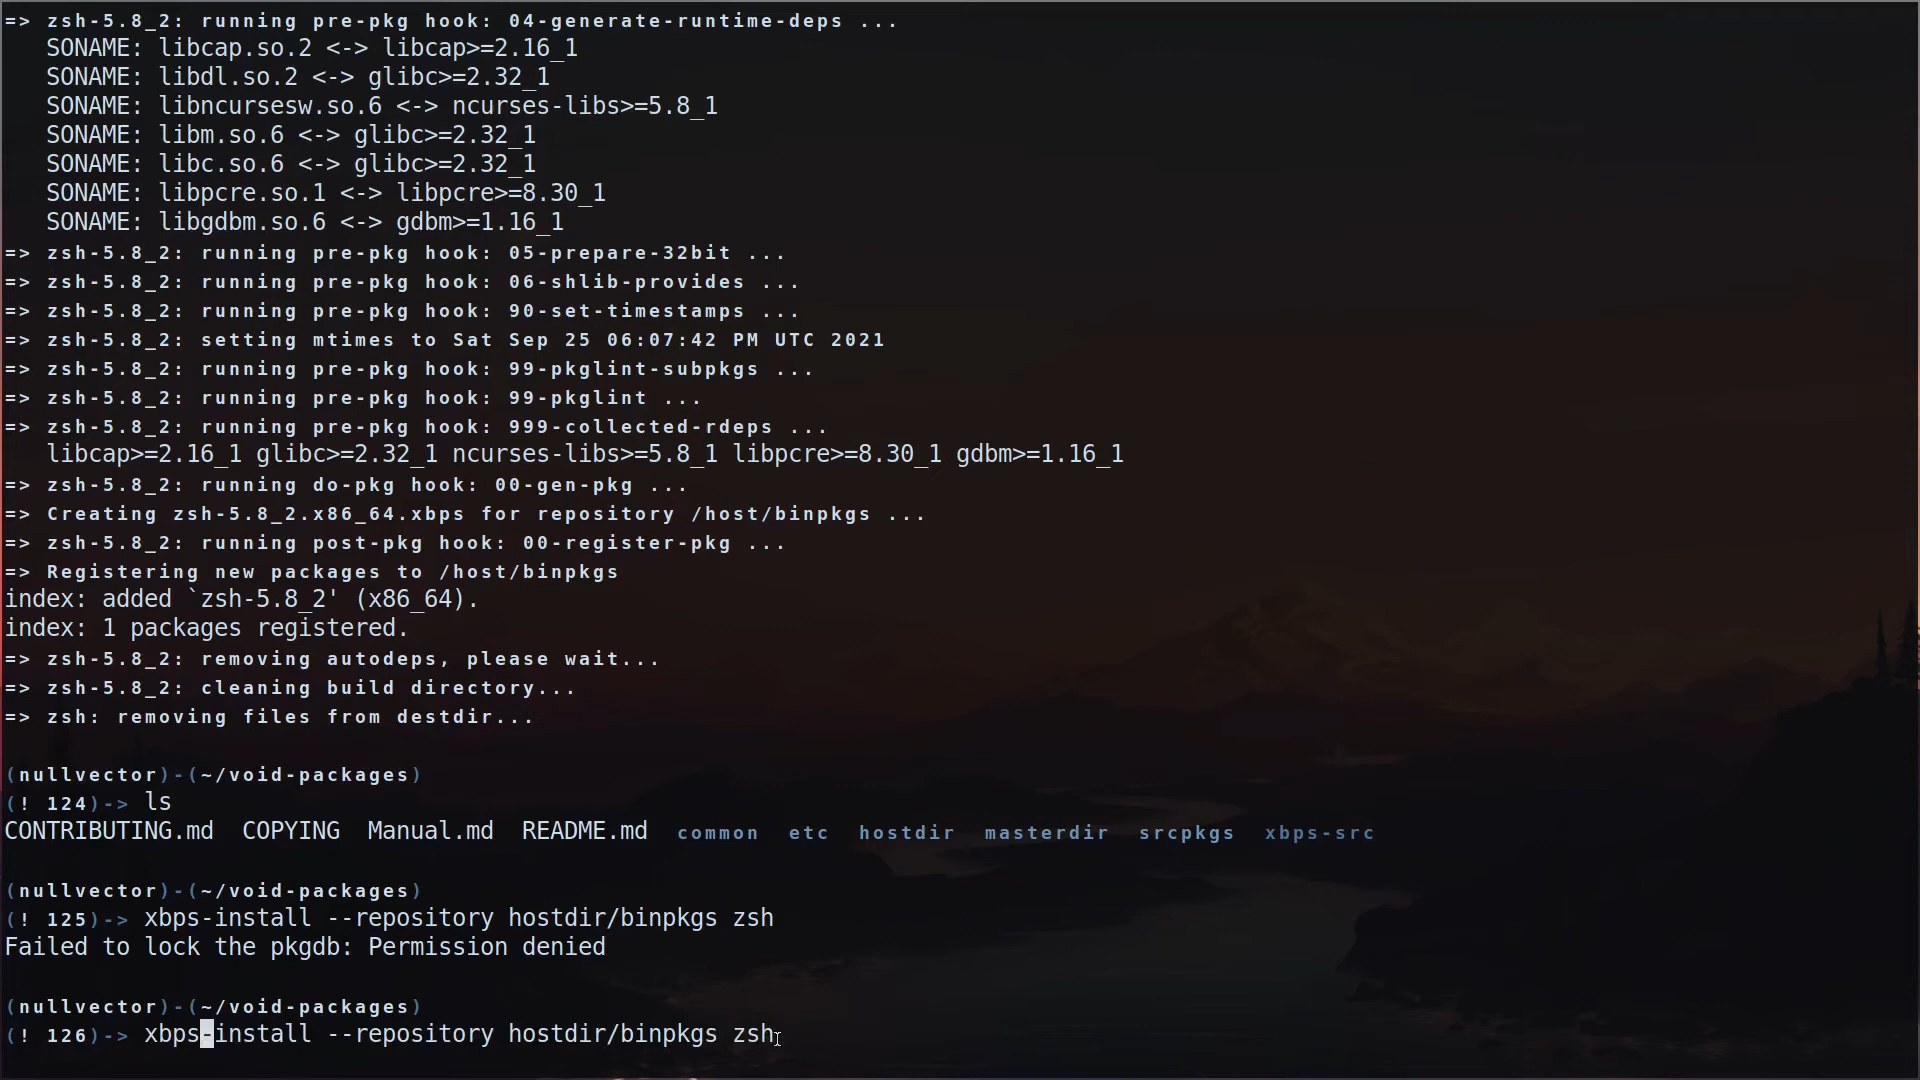 => zsh-5.8_2: running pre-pkg hook: 04-generate-runtime-deps ...
   SONAME: libcap.so.2 <-> libcap>=2.16_1
   SONAME: libdl.so.2 <-> glibc>=2.32_1
   SONAME: libncursesw.so.6 <-> ncurses-libs>=5.8_1
   SONAME: libm.so.6 <-> glibc>=2.32_1
   SONAME: libc.so.6 <-> glibc>=2.32_1
   SONAME: libpcre.so.1 <-> libpcre>=8.30_1
   SONAME: libgdbm.so.6 <-> gdbm>=1.16_1
=> zsh-5.8_2: running pre-pkg hook: 05-prepare-32bit ...
=> zsh-5.8_2: running pre-pkg hook: 06-shlib-provides ...
=> zsh-5.8_2: running pre-pkg hook: 90-set-timestamps ...
=> zsh-5.8_2: setting mtimes to Sat Sep 25 06:07:42 PM UTC 2021
=> zsh-5.8_2: running pre-pkg hook: 99-pkglint-subpkgs ...
=> zsh-5.8_2: running pre-pkg hook: 99-pkglint ...
=> zsh-5.8_2: running pre-pkg hook: 999-collected-rdeps ...
   libcap>=2.16_1 glibc>=2.32_1 ncurses-libs>=5.8_1 libpcre>=8.30_1 gdbm>=1.16_1
=> zsh-5.8_2: running do-pkg hook: 00-gen-pkg ...
=> Creating zsh-5.8_2.x86_64.xbps for repository /host/binpkgs ...
=> zsh-5.8_2: running post-pkg hook: 00-register-pkg ...
=> Registering new packages to /host/binpkgs
index: added `zsh-5.8_2' (x86_64).
index: 1 packages registered.
=> zsh-5.8_2: removing autodeps, please wait...
=> zsh-5.8_2: cleaning build directory...
=> zsh: removing files from destdir...

(nullvector)-(~/void-packages)
(! 124)-> ls
CONTRIBUTING.md  COPYING  Manual.md  README.md  common  etc  hostdir  masterdir  srcpkgs  xbps-src

(nullvector)-(~/void-packages)
(! 125)-> xbps-install --repository hostdir/binpkgs zsh
Failed to lock the pkgdb: Permission denied

(nullvector)-(~/void-packages)
(! 126)-> xbps-install --repository hostdir/binpkgs zsh